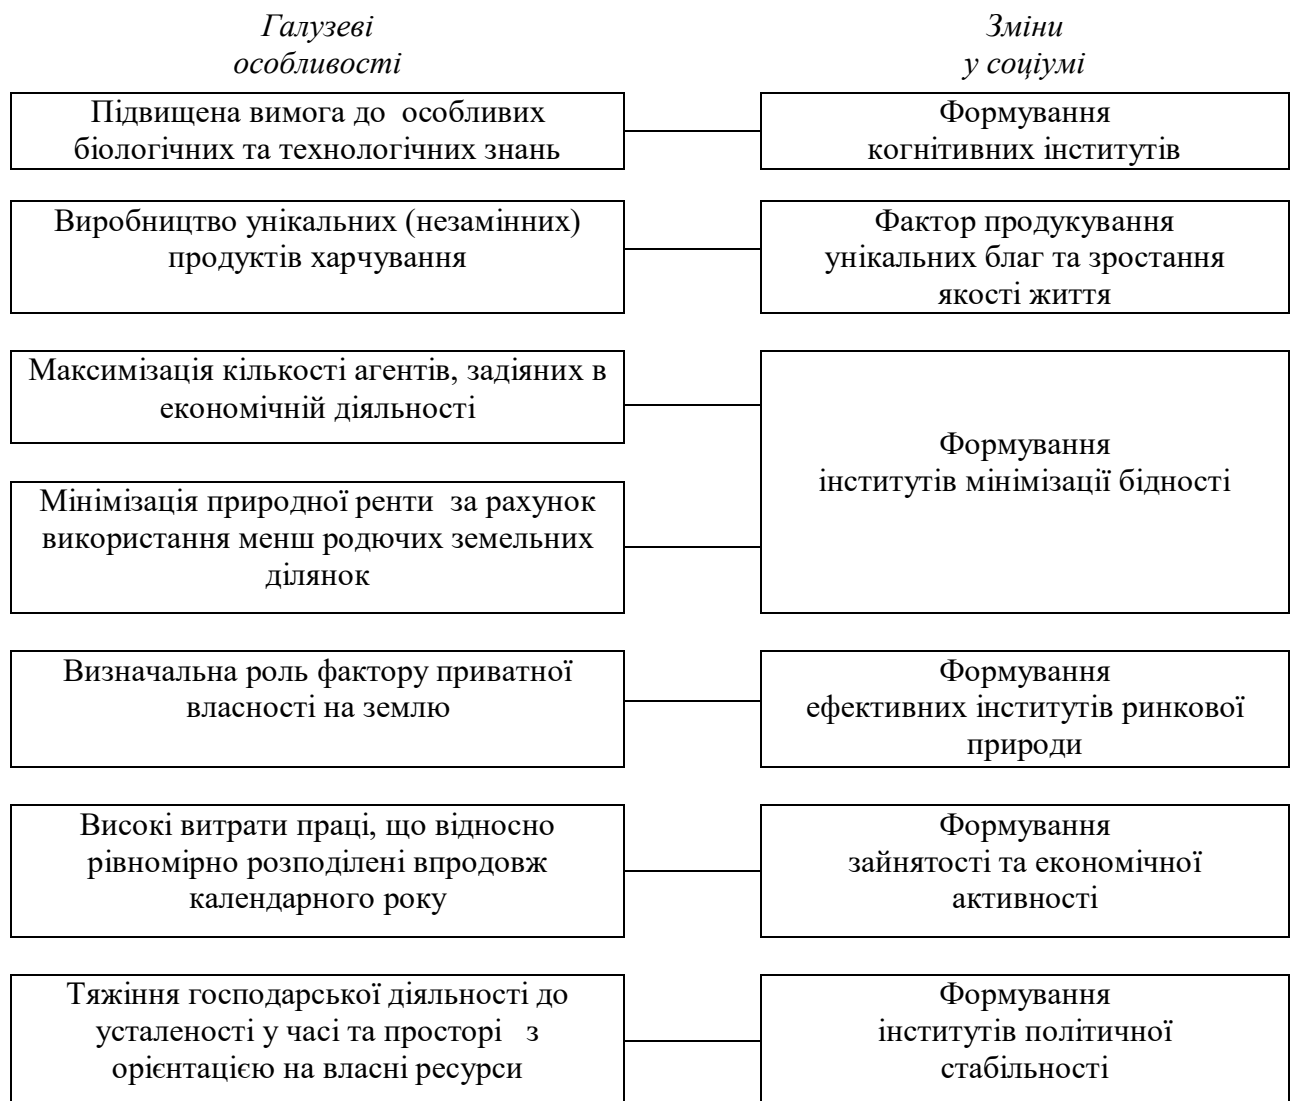 Галузеві
особливості
Зміни
у соціумі
Підвищена вимога до особливих
біологічних та технологічних знань
Формування
когнітивних інститутів
Виробництво унікальних (незамінних)
продуктів харчування
Фактор продукування
унікальних благ та зростання
якості життя
Максимізація кількості агентів, задіяних в
економічній діяльності
Мінімізація природної ренти за рахунок
використання менш родючих земельних
ділянок
Формування
інститутів мінімізації бідності
Визначальна роль фактору приватної
власності на землю
Формування
ефективних інститутів ринкової
природи
Високі витрати праці, що відносно
рівномірно розподілені впродовж
календарного року
Формування
зайнятості та економічної
активності
Тяжіння господарської діяльності до
усталеності у часі та просторі з
орієнтацією на власні ресурси
Формування
інститутів політичної
стабільності